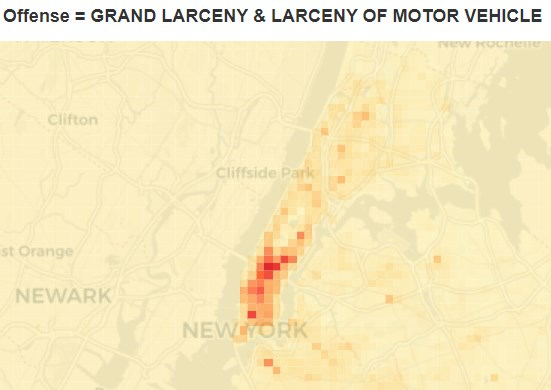 Offense = GRAND LARCENY & LARCENY OF MOTOR VEHICLE
New Rochelle
Clifton
Cliffside Park
st Orange
NEWARK
NEW YORK